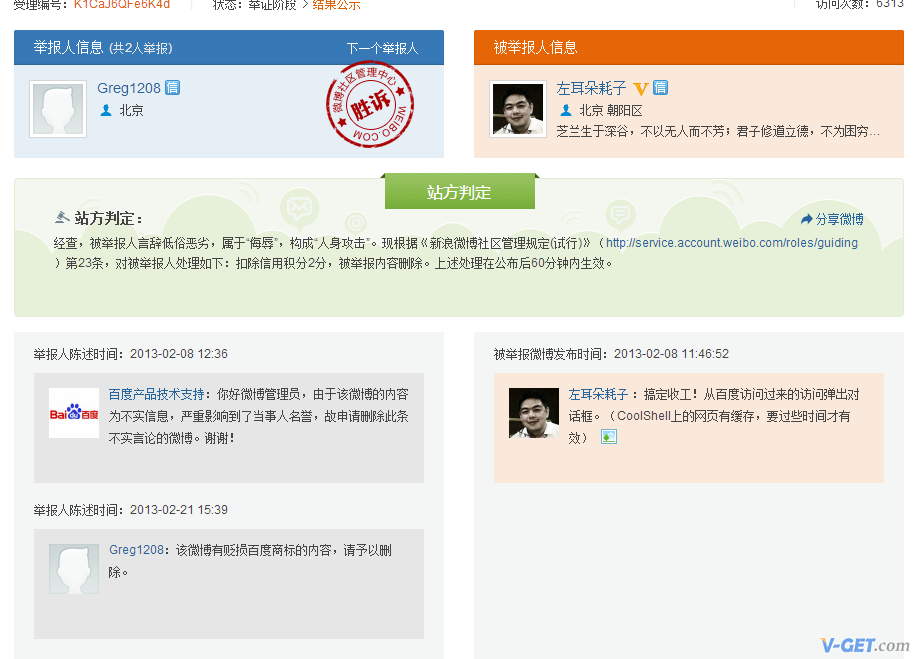 受理编号：K1CaJ6QFe6K4d
状态：举证阶段 > 结果公示
访问次数：6313
举报人信息 (共2人举报)
下一个举报人
Greg1208 信
北京
微博社区管理中心
胜诉
WEIBO.COM
被举报人信息
左耳朵耗子 V 信
北京 朝阳区
芝兰生于深谷，不以无人而不芳；君子修道立德，不为困穷...
站方判定
站方判定：
分享微博
经查，被举报人言辞低俗恶劣，属于“侮辱”，构成“人身攻击”。现根据《新浪微博社区管理规定(试行)》（http://service.account.weibo.com/roles/guiding
）第23条，对被举报人处理如下：扣除信用积分2分，被举报内容删除。上述处理在公布后60分钟内生效。
举报人陈述时间：2013-02-08 12:36
Bai百度
百度产品技术支持：你好微博管理员，由于该微博的内容
为不实信息，严重影响到了当事人名誉，故申请删除此条
不实言论的微博。谢谢！
举报人陈述时间：2013-02-21 15:39
Greg1208：该微博有贬损百度商标的内容，请予以删
除。
被举报微博发布时间：2013-02-08 11:46:52
左耳朵耗子：搞定收工！从百度访问过来的访问弹出对
话框。（CoolShell上的网页有缓存，要过些时间才有
效）
V-GET.com